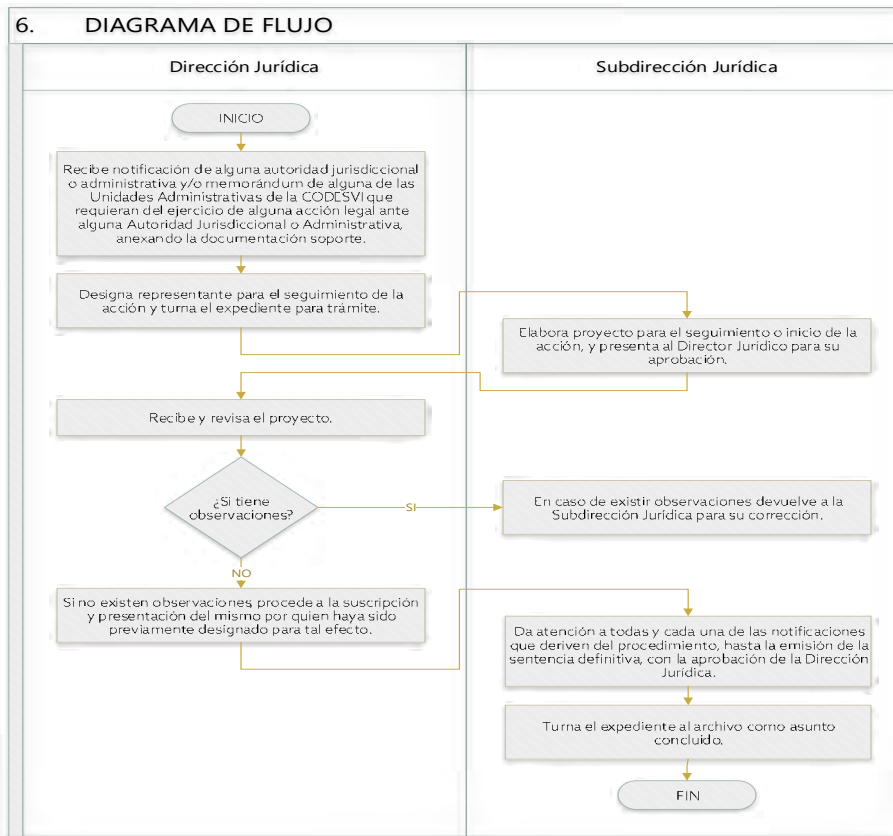 6. DIAGRAMA DE FLUJO
Dirección Jurídica
Subdirección Jurídica
INICIO
Recibe notificación de alguna autoridad jurisdiccional
o administrativa y/o memorándum de alguna de las
Unidades Administrativas de la CODESVI que
requieran del ejercicio de alguna acción legal ante
alguna Autoridad Jurisdiccional o Administrativa,
anexando la documentación soporte.
Designa representante para el seguimiento de la
acción y turna el expediente para trámite.
Elabora proyecto para el seguimiento o inicio de la
acción, y presenta al Director Jurídico para su
aprobación.
Recibe y revisa el proyecto.
¿Si tiene
observaciones?
SI
En caso de existir observaciones devuelve a la
Subdirección Jurídica para su corrección.
NO
Si no existen observaciones, procede a la suscripción
y presentación del mismo por quien haya sido
previamente designado para tal efecto.
Da atención a todas y cada una de las notificaciones
que deriven del procedimiento, hasta la emisión de la
sentencia definitiva, con la aprobación de la Dirección
Jurídica.
Turna el expediente al archivo como asunto
concluido.
FIN